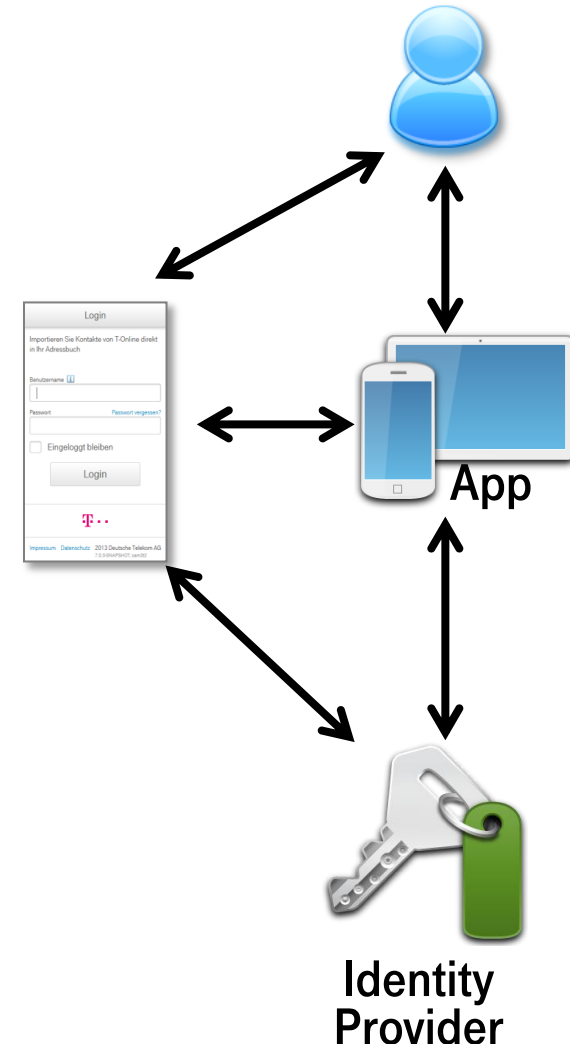 Login
Importieren Sie Kontakte von T-Online direkt
in Ihr Adressbuch
Benutzername
Passwort Passwort vergessen?
Eingeloggt bleiben
Login
T
Impressum Datenschutz 2013 Deutsche Telekom AG
App
Identity
Provider